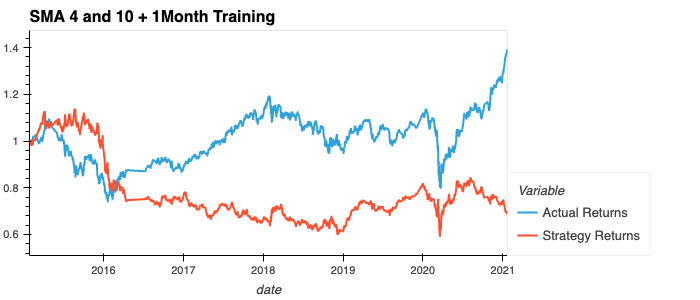 SMA 4 and 10 + 1Month Training
1.4
1.2
1
0.8
0.6
2016
2017
2018
2019
2020
2021
date
Variable
Actual Returns
Strategy Returns